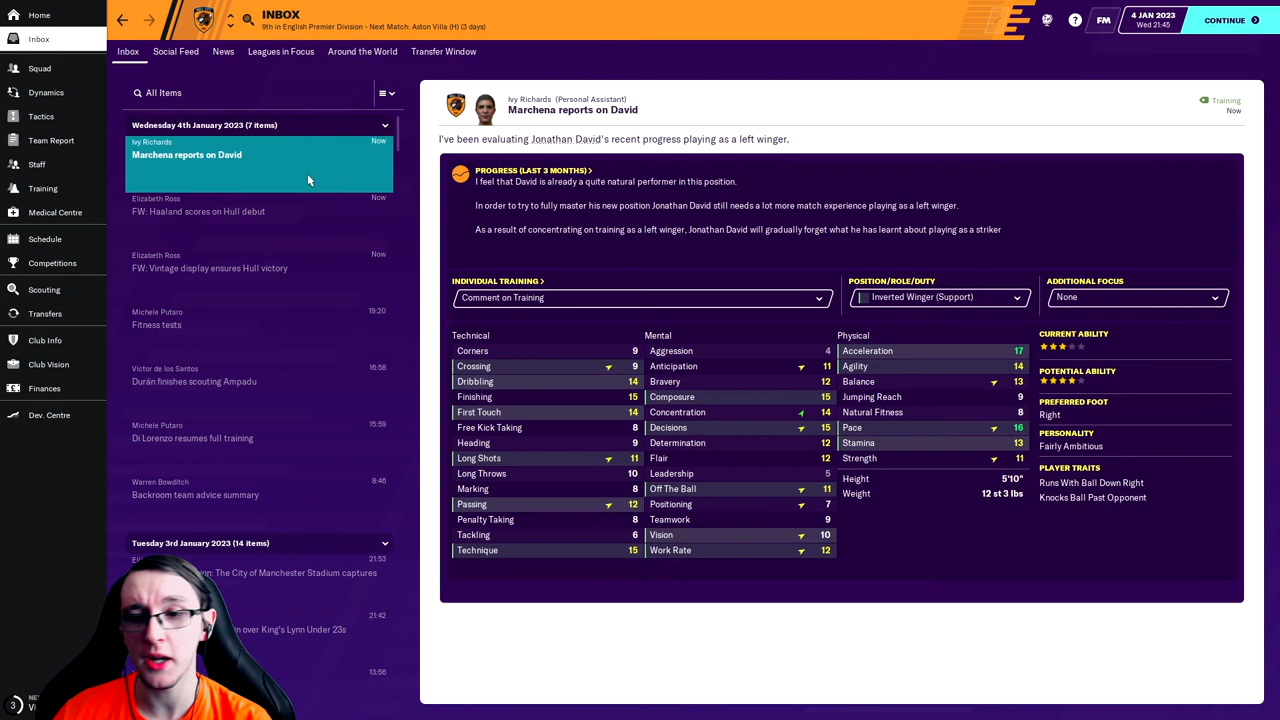 Home
Inbox
Squad
Dynamics
Tactics
Team Report
Staff
Training
Medical Centre
Schedule
Competitions
Scouting
Transfers
Club Info
Club Vision
Finances
Dev. Centre
3
INBOX
9th in English Premier Division - Next Match: Aston Villa (H) (3 days)
?
FM
4 JAN 2023
Wed 21:45
CONTINUE
Inbox Social Feed News Leagues in Focus Around the World Transfer Window
All Items
Wednesday 4th January 2023 (7 items)
Ivy Richards Now
Marchena reports on David
Elizabeth Ross Now
FW: Haaland scores on Hull debut
Elizabeth Ross Now
FW: Vintage display ensures Hull victory
Michele Putaro 19:20
Fitness tests
Victor de los Santos 16:58
Durán finishes scouting Ampadu
Michele Putaro 15:59
Di Lorenzo resumes full training
Warren Bowditch 8:46
Backroom team advice summary
Tuesday 3rd January 2023 (14 items)
21:53
The City of Manchester Stadium captures
21:42
over King's Lynn Under 23s
13:56
Ivy Richards (Personal Assistant)
Marchena reports on David
Training
Now
I've been evaluating Jonathan David's recent progress playing as a left winger.
PROGRESS (LAST 3 MONTHS) >
I feel that David is already a quite natural performer in this position.
In order to try to fully master his new position Jonathan David still needs a lot more match experience playing as a left winger.
As a result of concentrating on training as a left winger, Jonathan David will gradually forget what he has learnt about playing as a striker
INDIVIDUAL TRAINING >
Comment on Training
POSITION/ROLE/DUTY
Inverted Winger (Support)
ADDITIONAL FOCUS
None
Technical
Corners 9
Crossing 9
Dribbling 14
Finishing 15
First Touch 14
Free Kick Taking 8
Heading 9
Long Shots 11
Long Throws 10
Marking 8
Passing 12
Penalty Taking 8
Tackling 6
Technique 15
Mental
Aggression 4
Anticipation 11
Bravery 12
Composure 15
Concentration 14
Decisions 15
Determination 12
Flair 12
Leadership 5
Off The Ball 11
Positioning 7
Teamwork 9
Vision 10
Work Rate 12
Physical
Acceleration 17
Agility 14
Balance 13
Jumping Reach 9
Natural Fitness 8
Pace 16
Stamina 13
Strength 11
Height 5'10"
Weight 12 st 3 lbs
CURRENT ABILITY
POTENTIAL ABILITY
PREFERRED FOOT
Right
PERSONALITY
Fairly Ambitious
PLAYER TRAITS
Runs With Ball Down Right
Knocks Ball Past Opponent